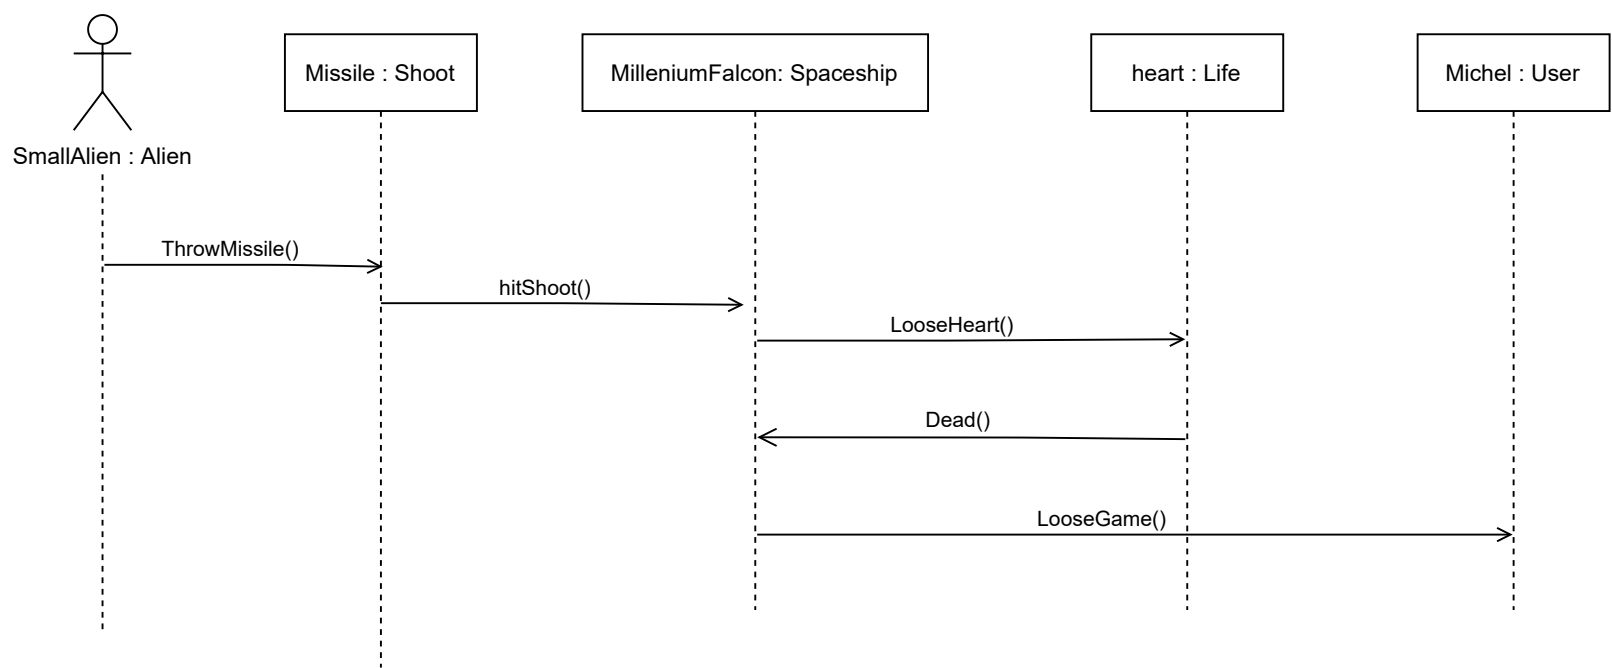 Missile : Shoot
MilleniumFalcon: Spaceship
heart : Life
Michel : User
SmallAlien : Alien
ThrowMissile()
hitShoot()
LooseHeart()
Dead()
LooseGame()